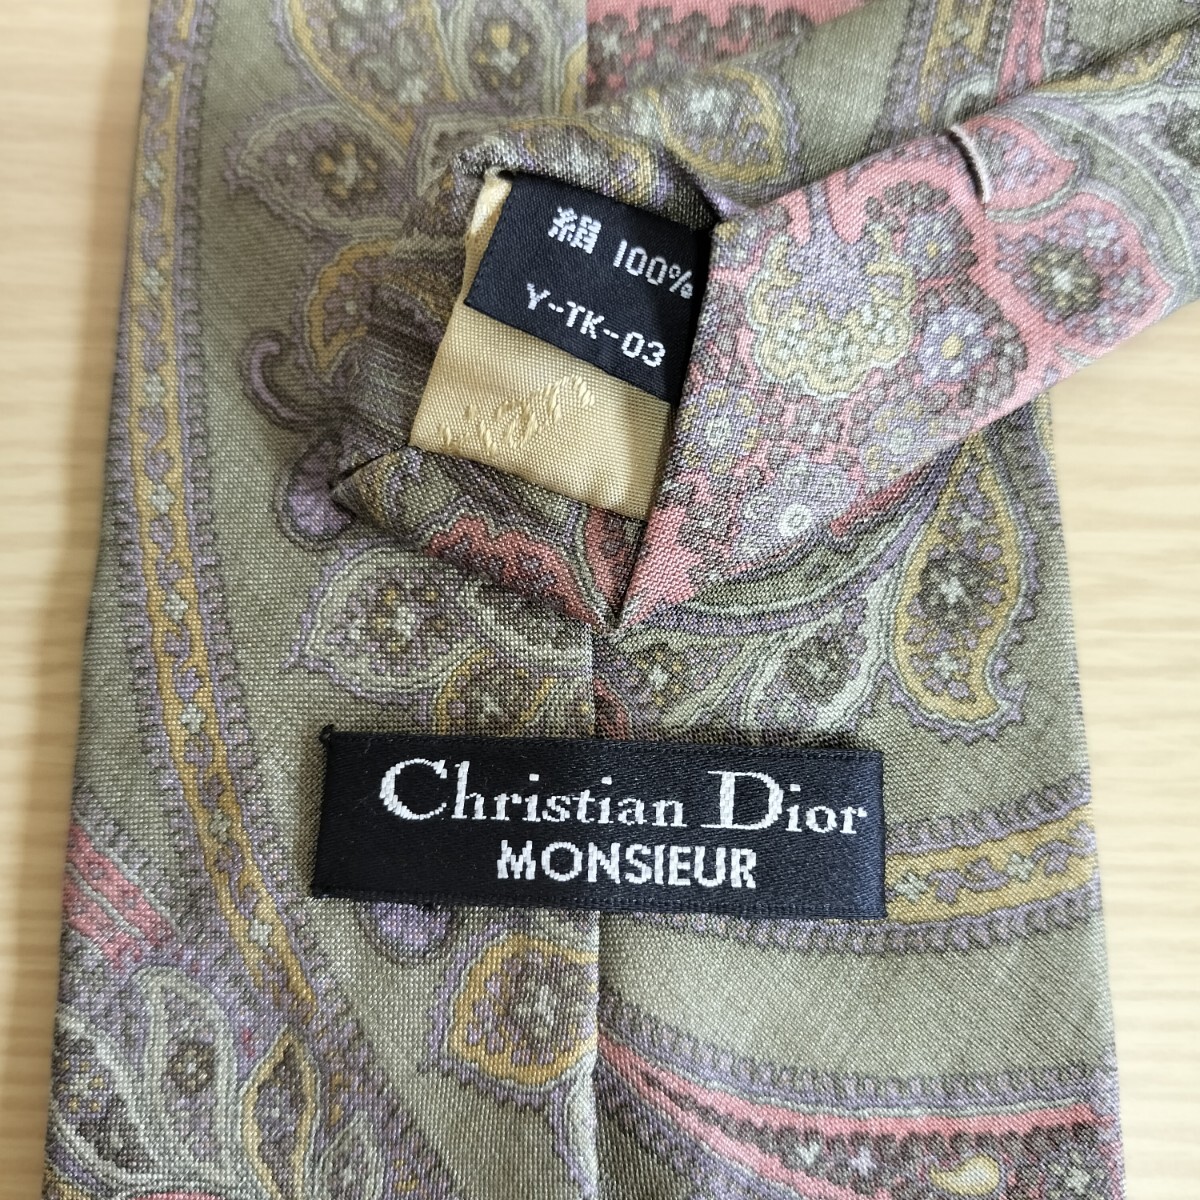 絹 100%
Y-TK-03
Christian Dior
MONSIEUR